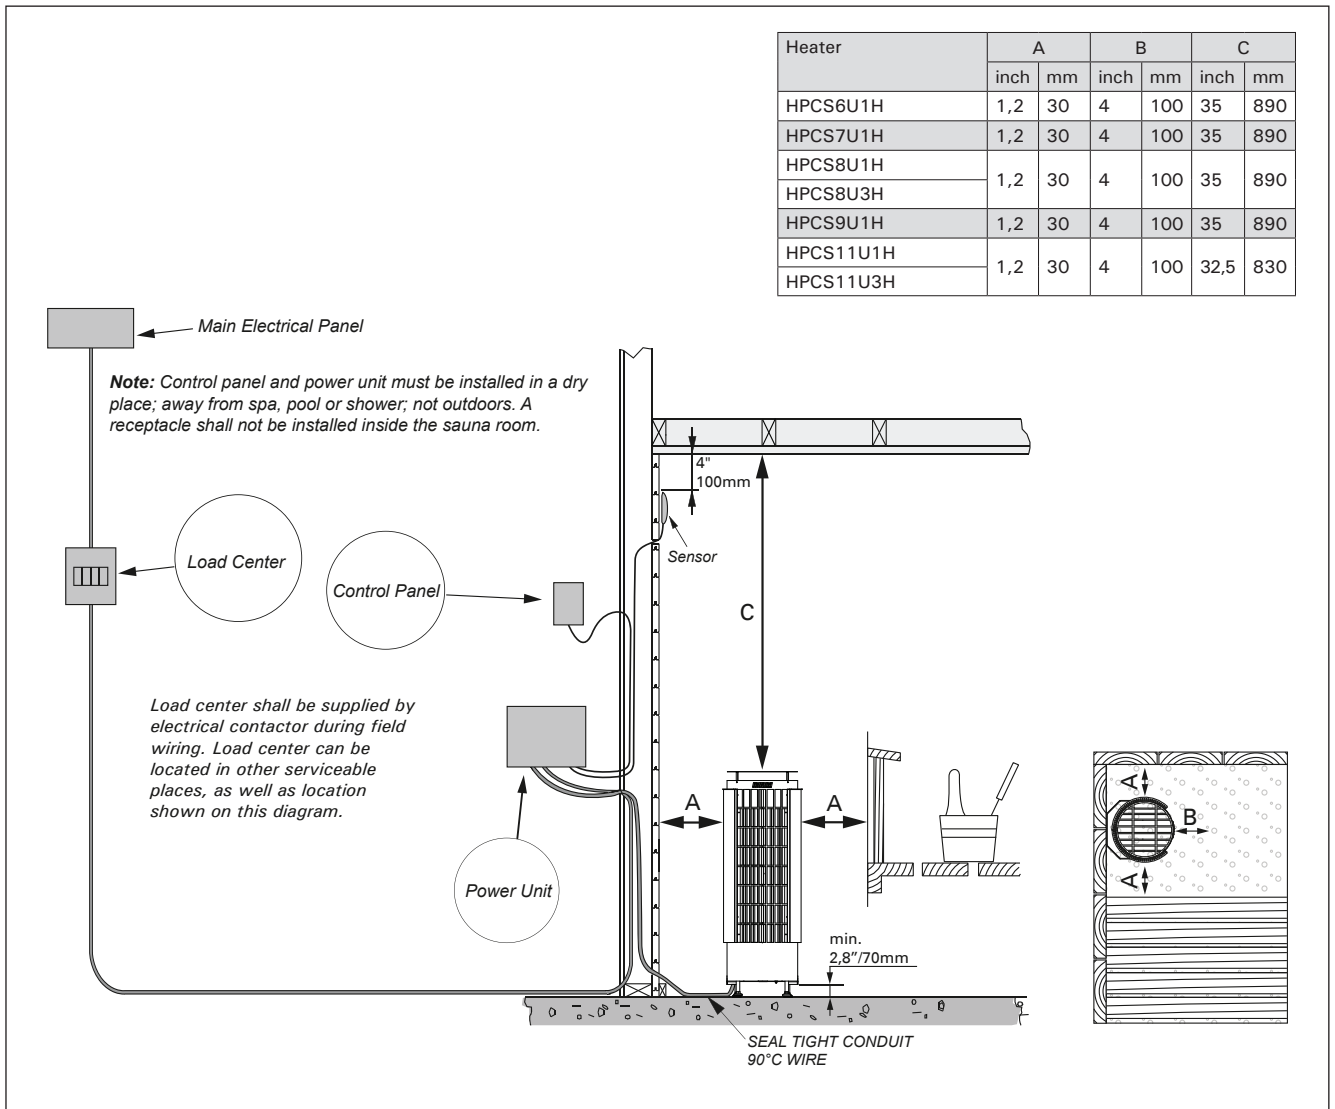 Heater A B C
inch mm inch mm inch mm
HPCS6U1H 1,2 30 4 100 35 890
HPCS7U1H 1,2 30 4 100 35 890
HPCS8U1H
1,2 30 4 100 35 890
HPCS8U3H
HPCS9U1H 1,2 30 4 100 35 890
HPCS11U1H
1,2 30 4 100 32,5 830
HPCS11U3H
Main Electrical Panel
Note: Control panel and power unit must be installed in a dry
place; away from spa, pool or shower; not outdoors. A
receptacle shall not be installed inside the sauna room.
4"
100mm
Sensor
Load Center
Control Panel
C
Load center shall be supplied by
electrical contactor during field
wiring. Load center can be
located in other serviceable
places, as well as location
shown on this diagram.
A A
A
B
A
Power Unit
min.
2,8”/70mm
SEAL TIGHT CONDUIT
90°C WIRE